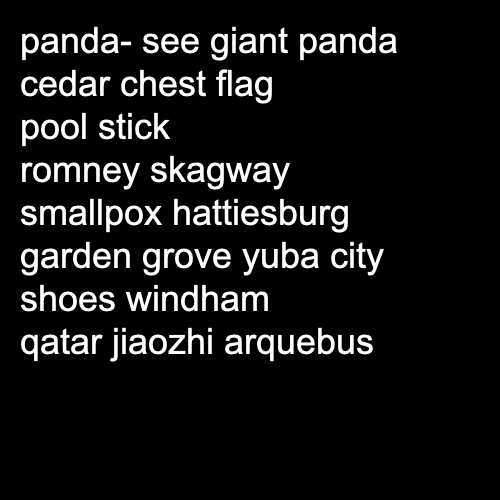 panda- see giant panda
cedar chest flag
pool stick
romney skagway
smallpox hattiesburg
garden grove yuba city
shoes windham
qatar jiaozhi arquebus